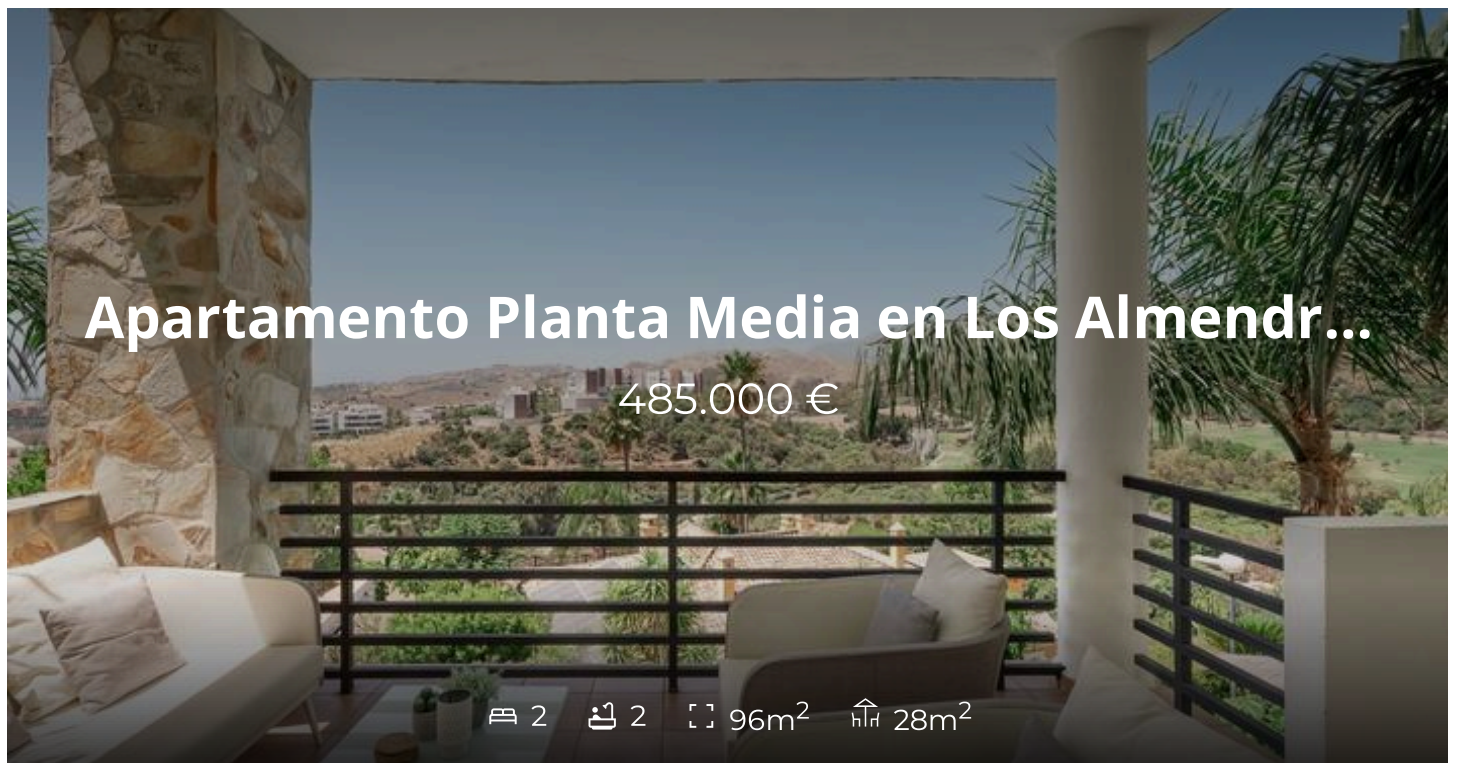 Apartamento Planta Media en Los Almendr...
485.000 €
2 2 96m² 28m²